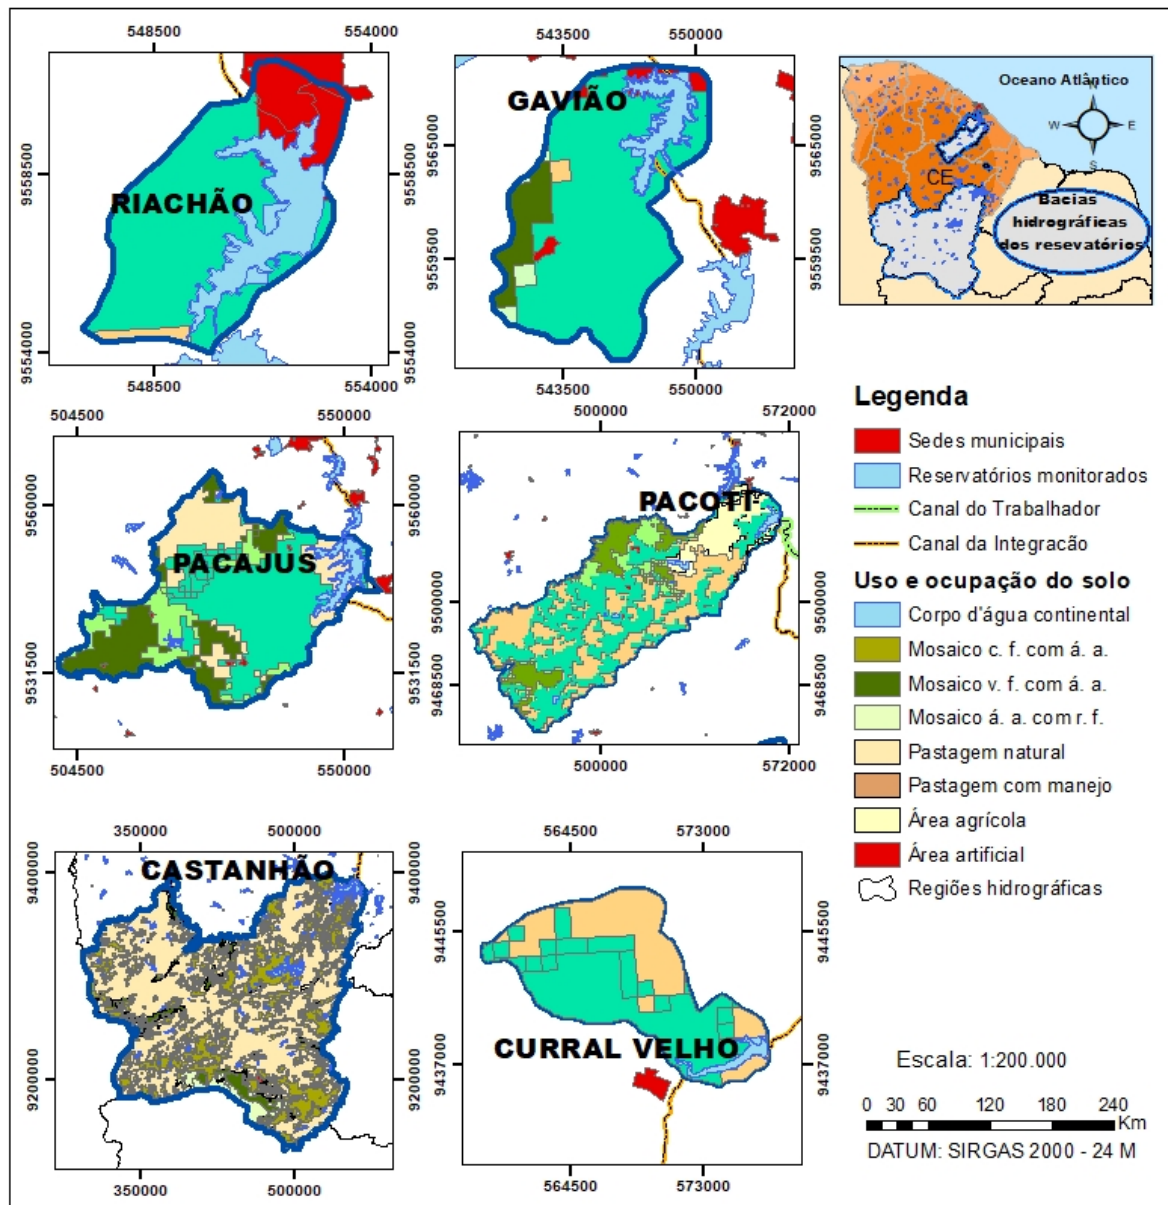 548500
554000
9558500
9554000
RIACHÃO
9558500
9554000
548500
554000
543500
550000
9565000
9559500
GAVIÃO
9565000
9559500
543500
550000
Oceano Atlântico
N
W
E
S
CE
Bacias
hidrográficas
dos resevatórios
504500
550000
9560000
9531500
PACAJUS
9560000
9531500
504500
550000
500000
572000
9500000
9468500
PACOTI
9500000
9468500
500000
572000
350000
500000
9400000
9200000
CASTANHÃO
9400000
9200000
350000
500000
564500
573000
9445500
9437000
CURRAL VELHO
9445500
9437000
564500
573000
Legenda
Sedes municipais
Reservatórios monitorados
Canal do Trabalhador
Canal da Integracão
Uso e ocupação do solo
Corpo d'água continental
Mosaico c. f. com á. a.
Mosaico v. f. com á. a.
Mosaico á. a. com r. f.
Pastagem natural
Pastagem com manejo
Área agrícola
Área artificial
Regiões hidrográficas
Escala: 1:200.000
0 30 60 120 180 240
Km
DATUM: SIRGAS 2000 - 24 M